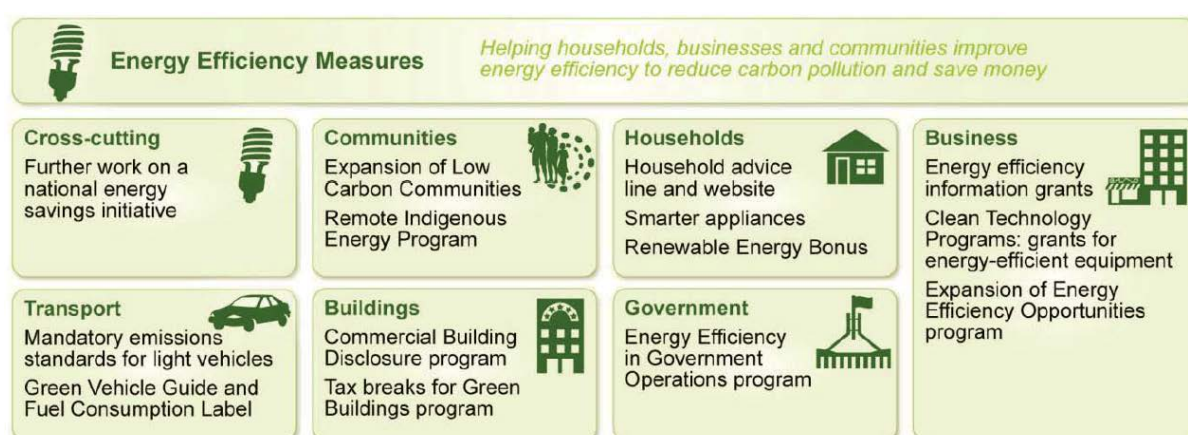 Energy Efficiency Measures
Helping households, businesses and communities improve
energy efficiency to reduce carbon pollution and save money
Cross-cutting
Further work on a
national energy
savings initiative
Communities
Expansion of Low
Carbon Communities
Remote Indigenous
Energy Program
Households
Household advice
line and website
Smarter appliances
Renewable Energy Bonus
Business
Energy efficiency
information grants
Clean Technology
Programs: grants for
energy-efficient equipment
Expansion of Energy
Efficiency Opportunities
program
Transport
Mandatory emissions
standards for light vehicles
Green Vehicle Guide and
Fuel Consumption Label
Buildings
Commercial Building
Disclosure program
Tax breaks for Green
Buildings program
Government
Energy Efficiency
in Government
Operations program